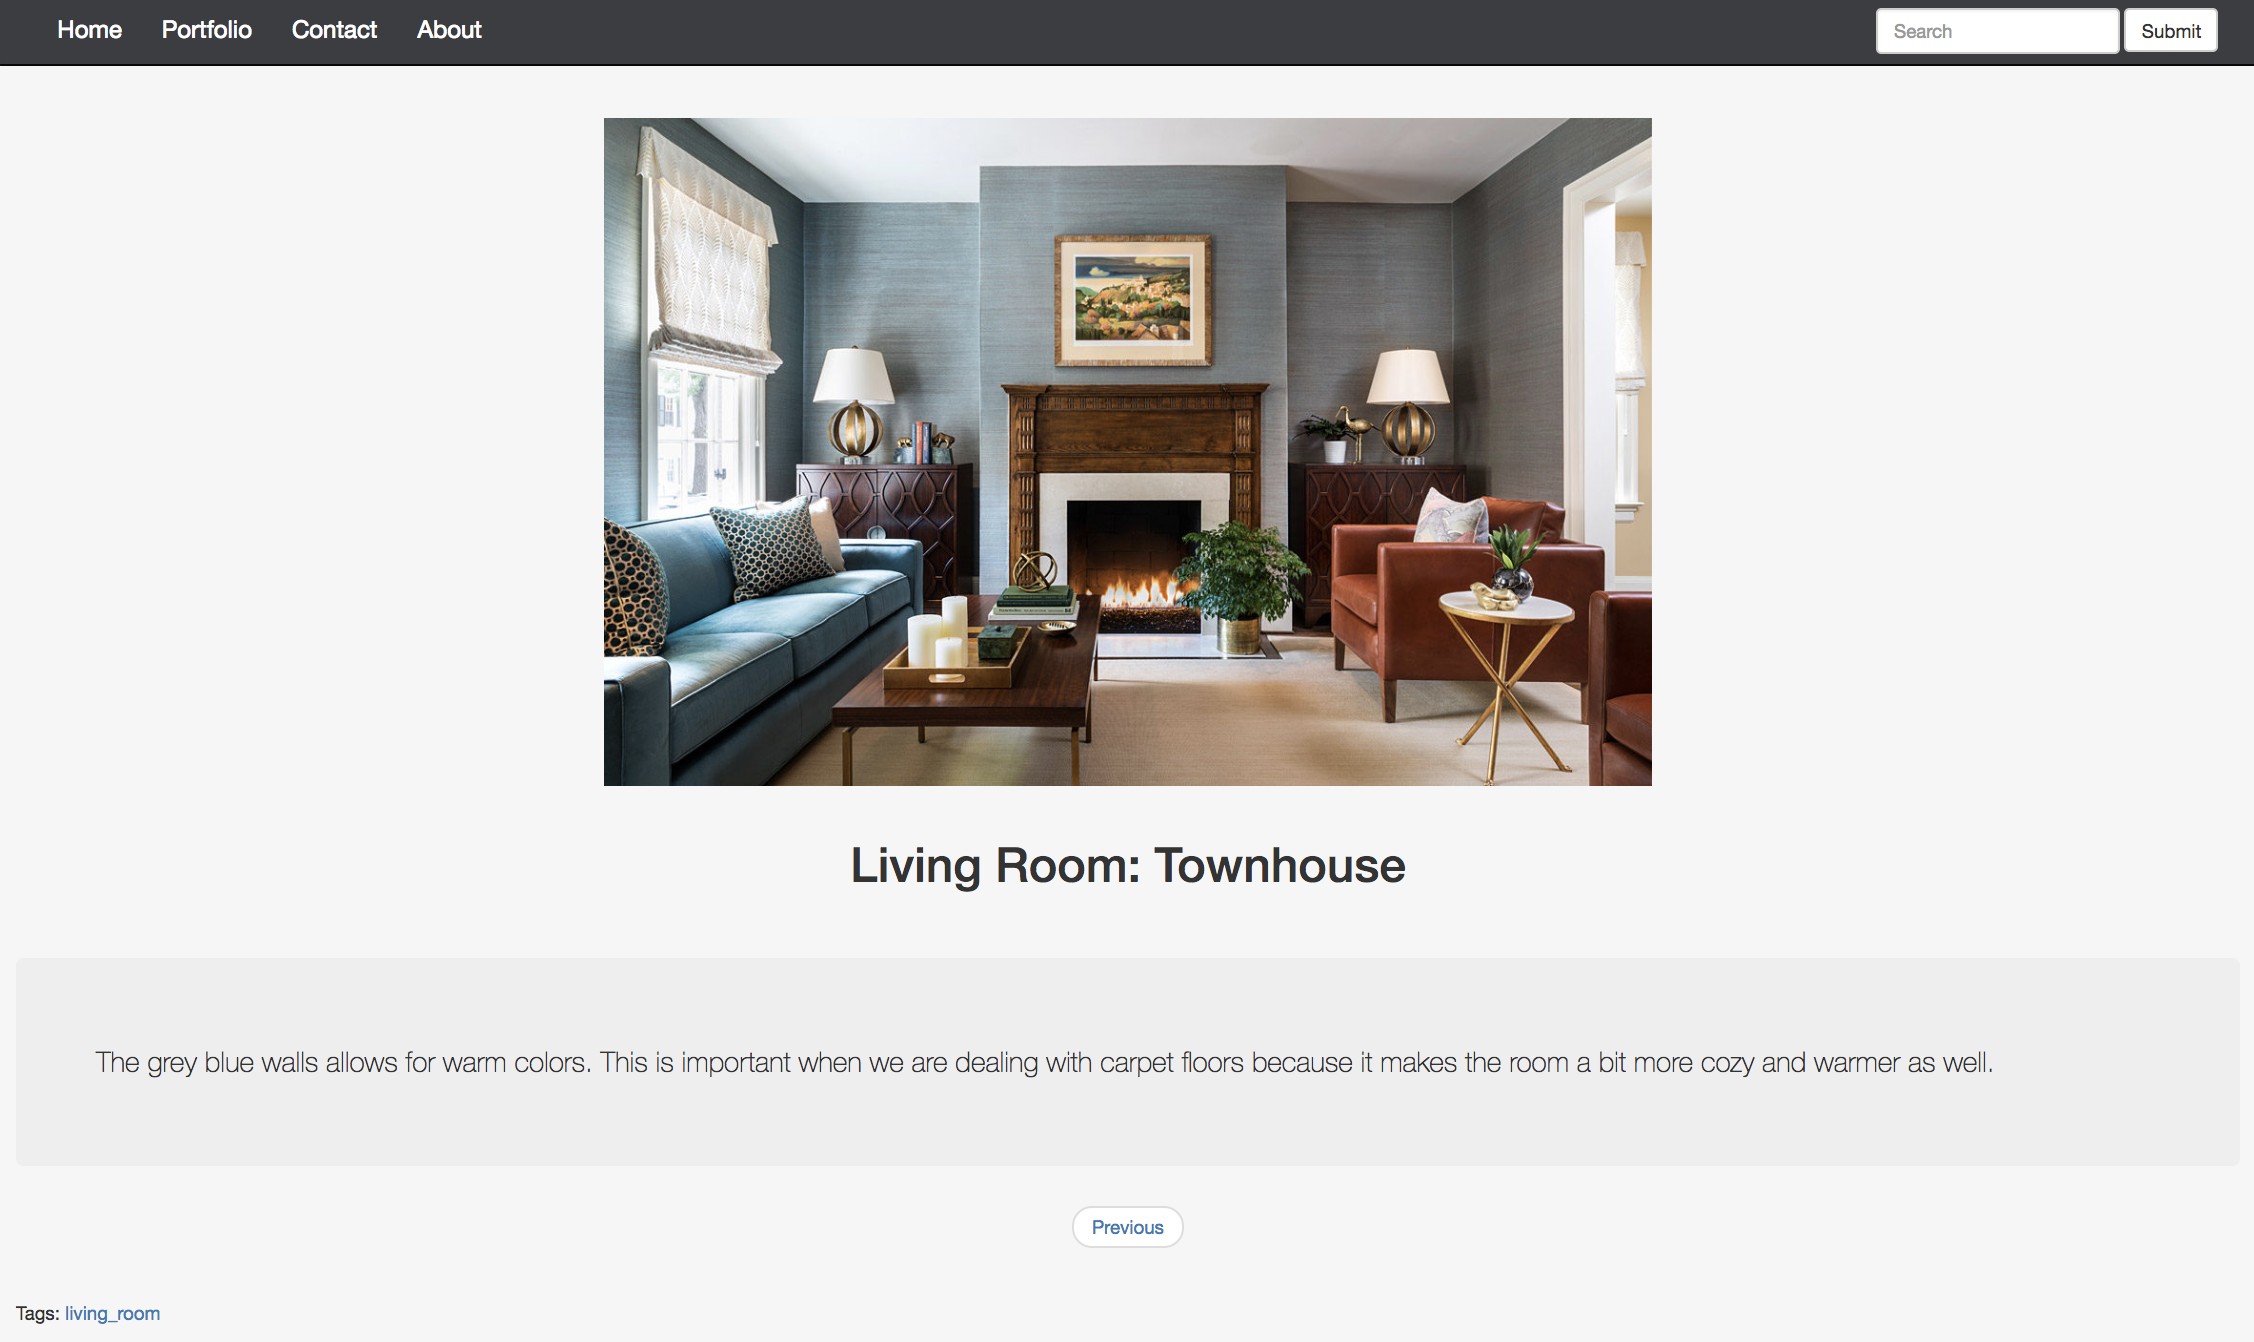 Home Portfolio Contact About Search Submit
Living Room: Townhouse
The grey blue walls allows for warm colors. This is important when we are dealing with carpet floors because it makes the room a bit more cozy and warmer as well.
Previous
Tags: living_room